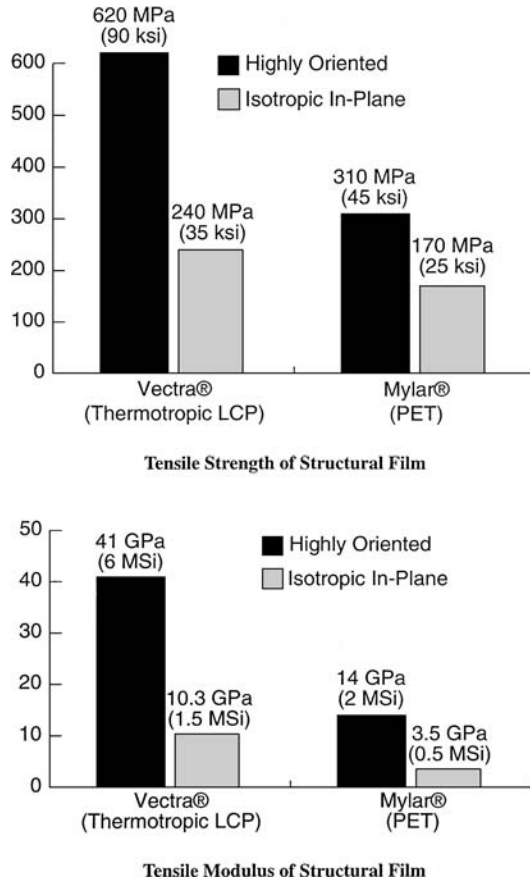 620 MPa
(90 ksi)
600
500
400
300
200
100
0
Highly Oriented
Isotropic In-Plane
240 MPa
(35 ksi)
310 MPa
(45 ksi)
170 MPa
(25 ksi)
Vectra®
(Thermotropic LCP)
Mylar®
(PET)
Tensile Strength of Structural Film
50
40
30
20
10
0
41 GPa
(6 MSi)
Highly Oriented
Isotropic In-Plane
10.3 GPa
(1.5 MSi)
14 GPa
(2 MSi)
3.5 GPa
(0.5 MSi)
Vectra®
(Thermotropic LCP)
Mylar®
(PET)
Tensile Modulus of Structural Film